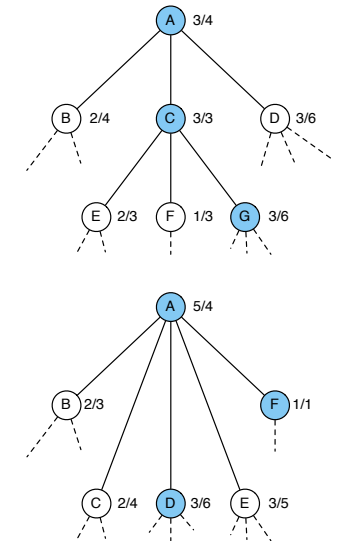 A 3/4
B 2/4 C 3/3 D 3/6
E 2/3 F 1/3 G 3/6
A 5/4
B 2/3 F 1/1
C 2/4 D 3/6 E 3/5